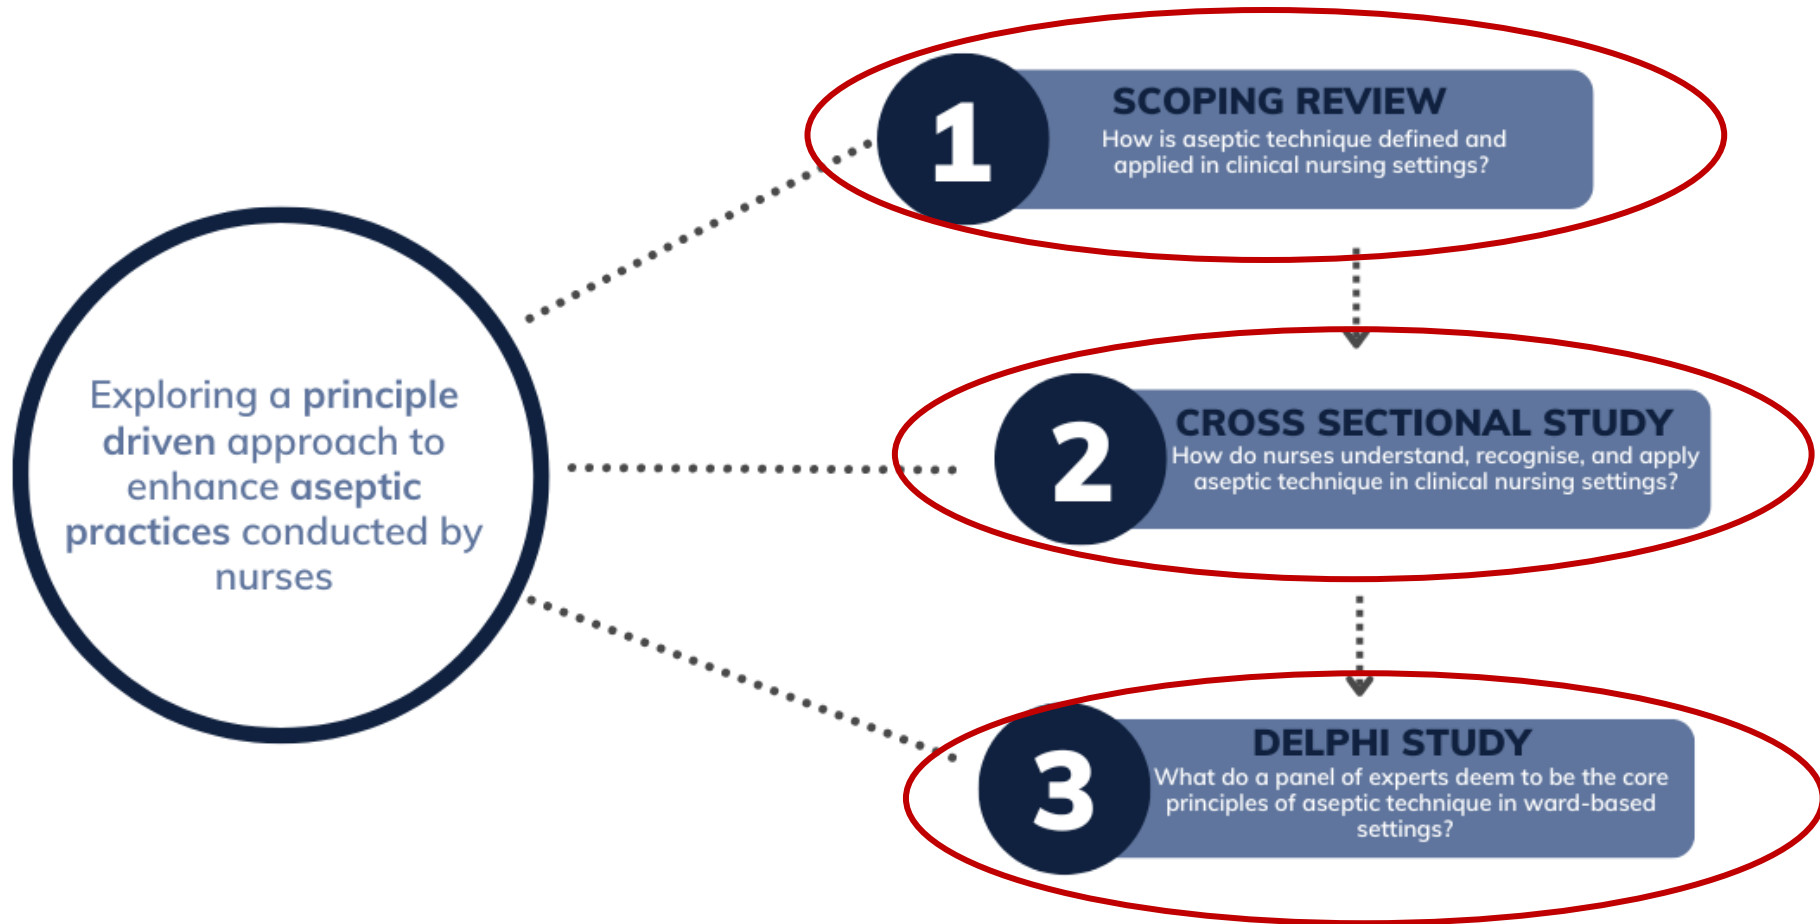 Exploring a principle
driven approach to
enhance aseptic
practices conducted by
nurses
1
SCOPING REVIEW
How is aseptic technique defined and
applied in clinical nursing settings?
2
CROSS SECTIONAL STUDY
How do nurses understand, recognise, and apply
aseptic technique in clinical nursing settings?
3
DELPHI STUDY
What do a panel of experts deem to be the core
principles of aseptic technique in ward-based
settings?